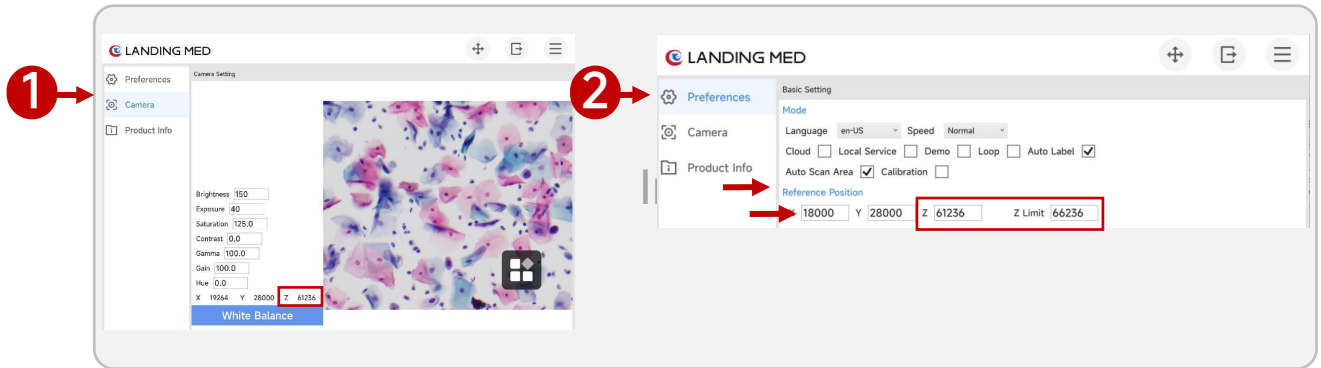 1
LANDING MED
Preferences
Camera
Product Info
Camera Setting
Brightness 150
Exposure 40
Saturation 125.0
Contrast 0.0
Gamma 100.0
Gain 100.0
Hue 0.0
X 19264 Y 28000 Z 61236
White Balance
2
LANDING MED
Preferences
Camera
Product Info
Basic Setting
Mode
Language en-US Speed Normal
Cloud Local Service Demo Loop Auto Label
Auto Scan Area Calibration
Reference Position
18000 Y 28000 Z 61236 Z Limit 66236